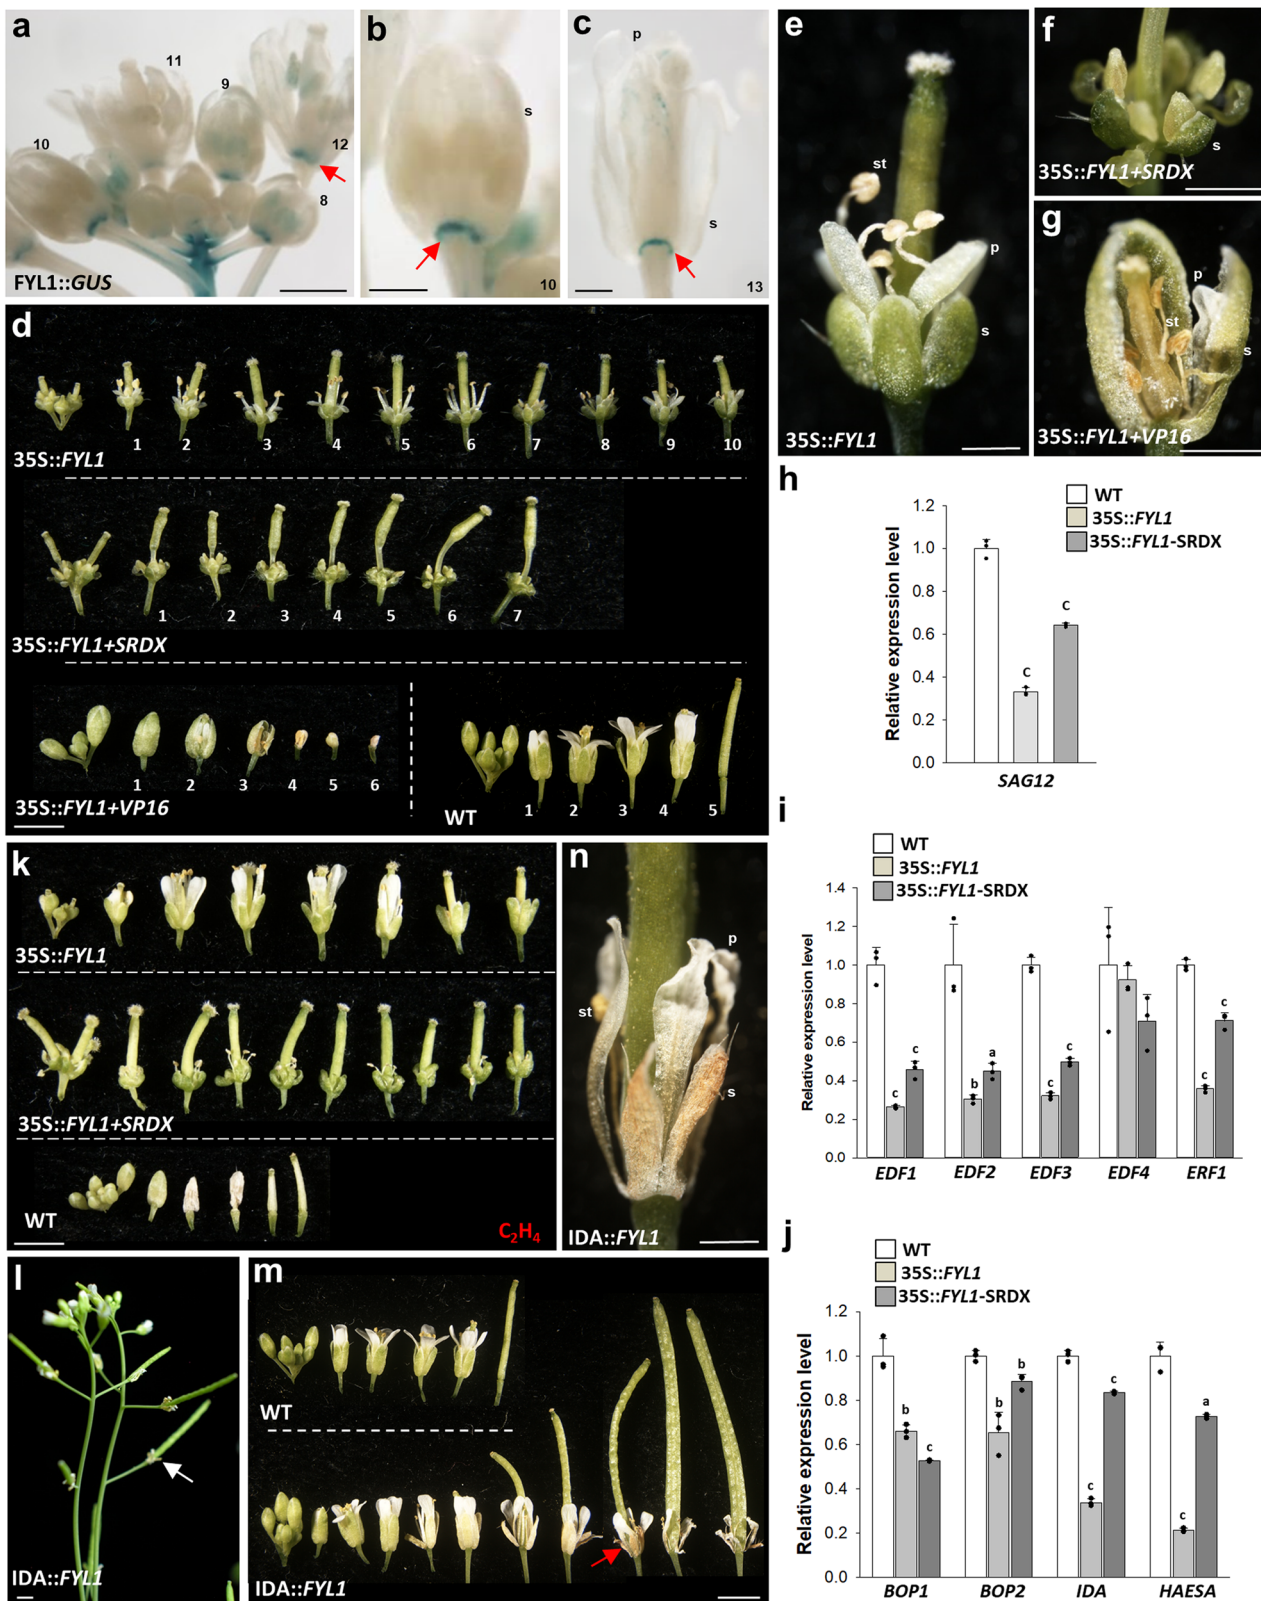 a
11
9
10
12
8
FYL1::GUS
b
s
10
c
p
s
13
d
1 2 3 4 5 6 7 8 9 10
35S::FYL1
1 2 3 4 5 6 7
35S::FYL1+SRDX
1 2 3 4 5 6
35S::FYL1+VP16
1 2 3 4 5
WT
e
st
p
s
35S::FYL1
f
s
35S::FYL1+SRDX
g
p
st
s
35S::FYL1+VP16
h
WT
35S::FYL1
35S::FYL1-SRDX
Relative expression level
1.2
1.0
0.8
0.6
0.4
0.2
0.0
c
c
SAG12
i
WT
35S::FYL1
35S::FYL1-SRDX
Relative expression level
1.4
1.2
1.0
0.8
0.6
0.4
0.2
0.0
c c b a c c c c
EDF1 EDF2 EDF3 EDF4 ERF1
j
WT
35S::FYL1
35S::FYL1-SRDX
Relative expression level
1.2
1.0
0.8
0.6
0.4
0.2
0.0
b c b b c c c a
BOP1 BOP2 IDA HAESA
k
35S::FYL1
35S::FYL1+SRDX
WT
C2H4
l
IDA::FYL1
m
WT
IDA::FYL1
n
p
st
s
IDA::FYL1